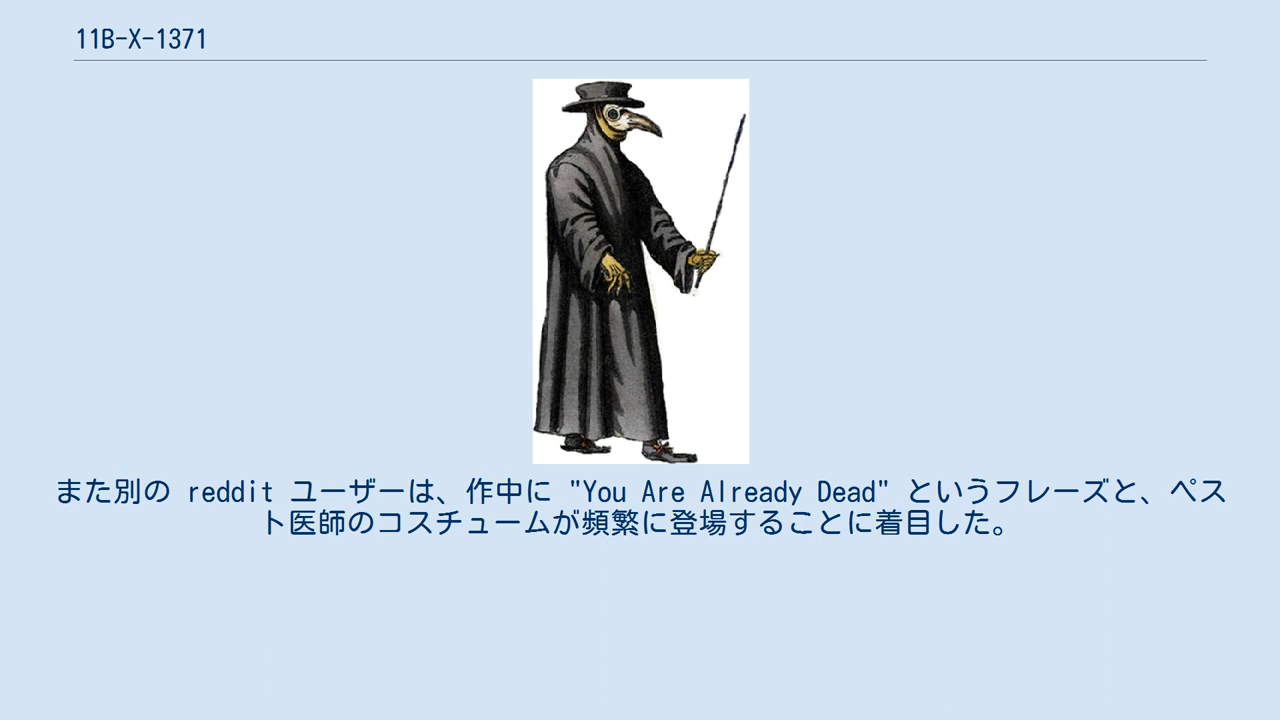 11B-X-1371
また別の reddit ユーザーは、作中に "You Are Already Dead" というフレーズと、ペス
ト医師のコスチュームが頻繁に登場することに着目した。